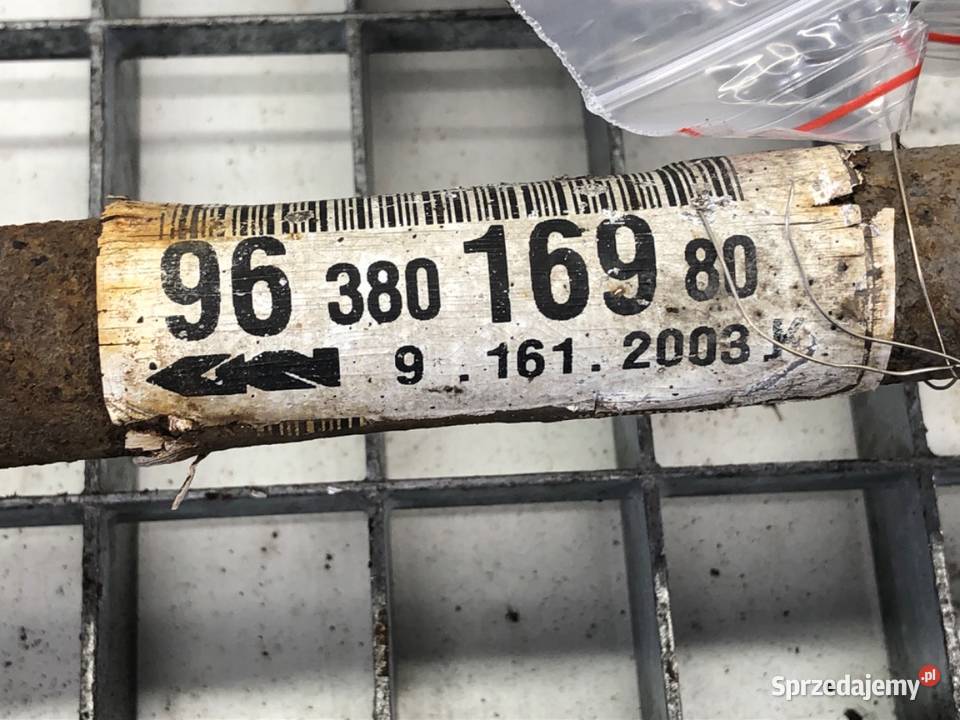 96 380 169 80
9 . 161 . 2003 K
Sprzedajemy.pl